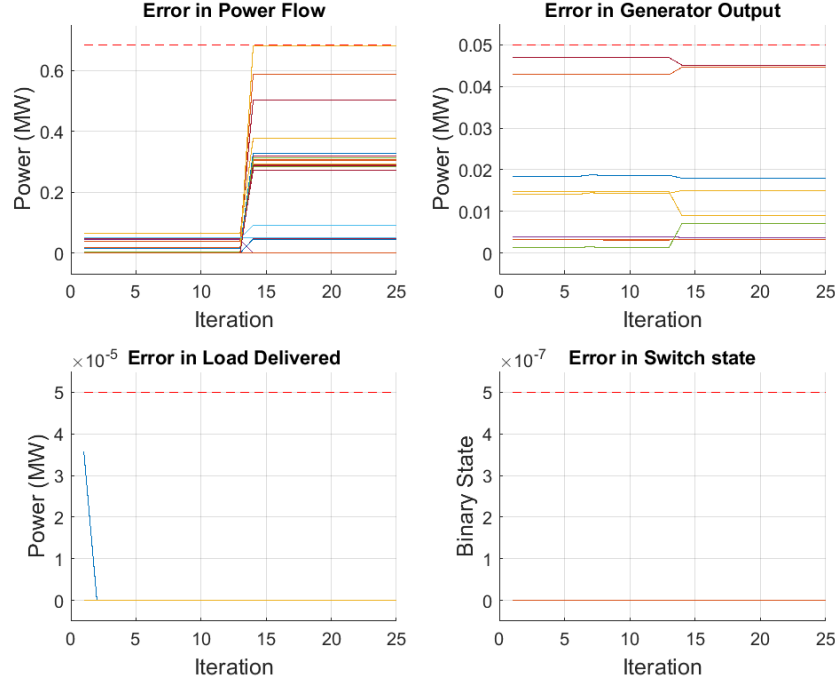 Error in Power Flow
Power (MW)
0.6
0.4
0.2
0
0 5 10 15 20 25
Iteration
Error in Generator Output
Power (MW)
0.05
0.04
0.03
0.02
0.01
0
0 5 10 15 20 25
Iteration
×10-5 Error in Load Delivered
Power (MW)
5
4
3
2
1
0
0 5 10 15 20 25
Iteration
×10-7 Error in Switch state
Binary State
5
4
3
2
1
0
0 5 10 15 20 25
Iteration